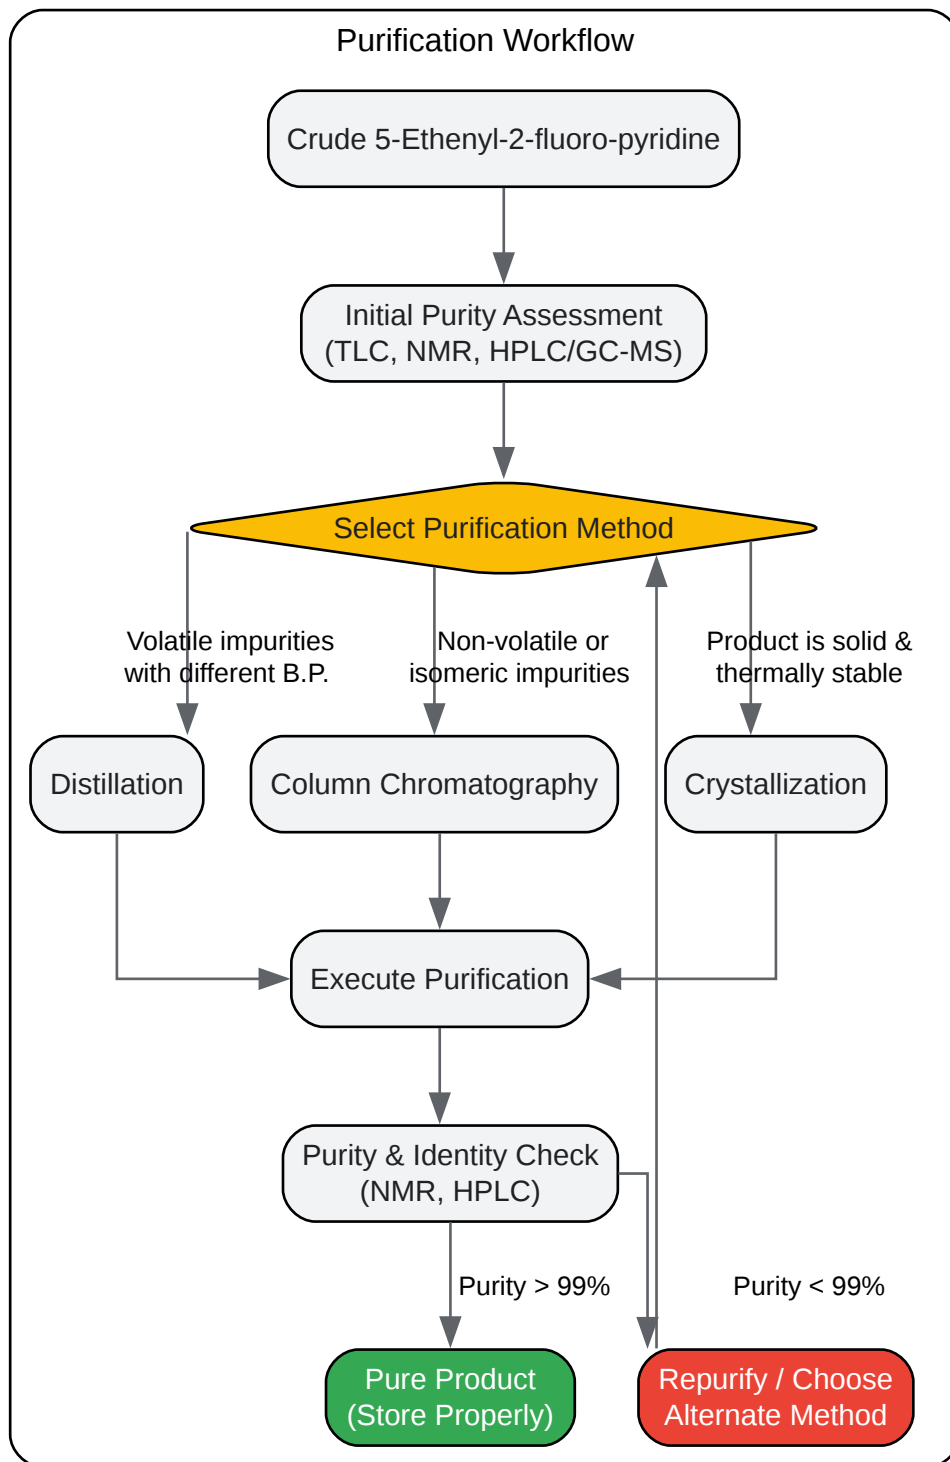 Purification Workflow
Crude 5-Ethenyl-2-fluoro-pyridine
Initial Purity Assessment
(TLC, NMR, HPLC/GC-MS)
Select Purification Method
Volatile impurities
with different B.P.
Non-volatile or
isomeric impurities
Product is solid &
thermally stable
Distillation
Column Chromatography
Crystallization
Execute Purification
Purity & Identity Check
(NMR, HPLC)
Purity > 99%
Purity < 99%
Pure Product
(Store Properly)
Repurify / Choose
Alternate Method